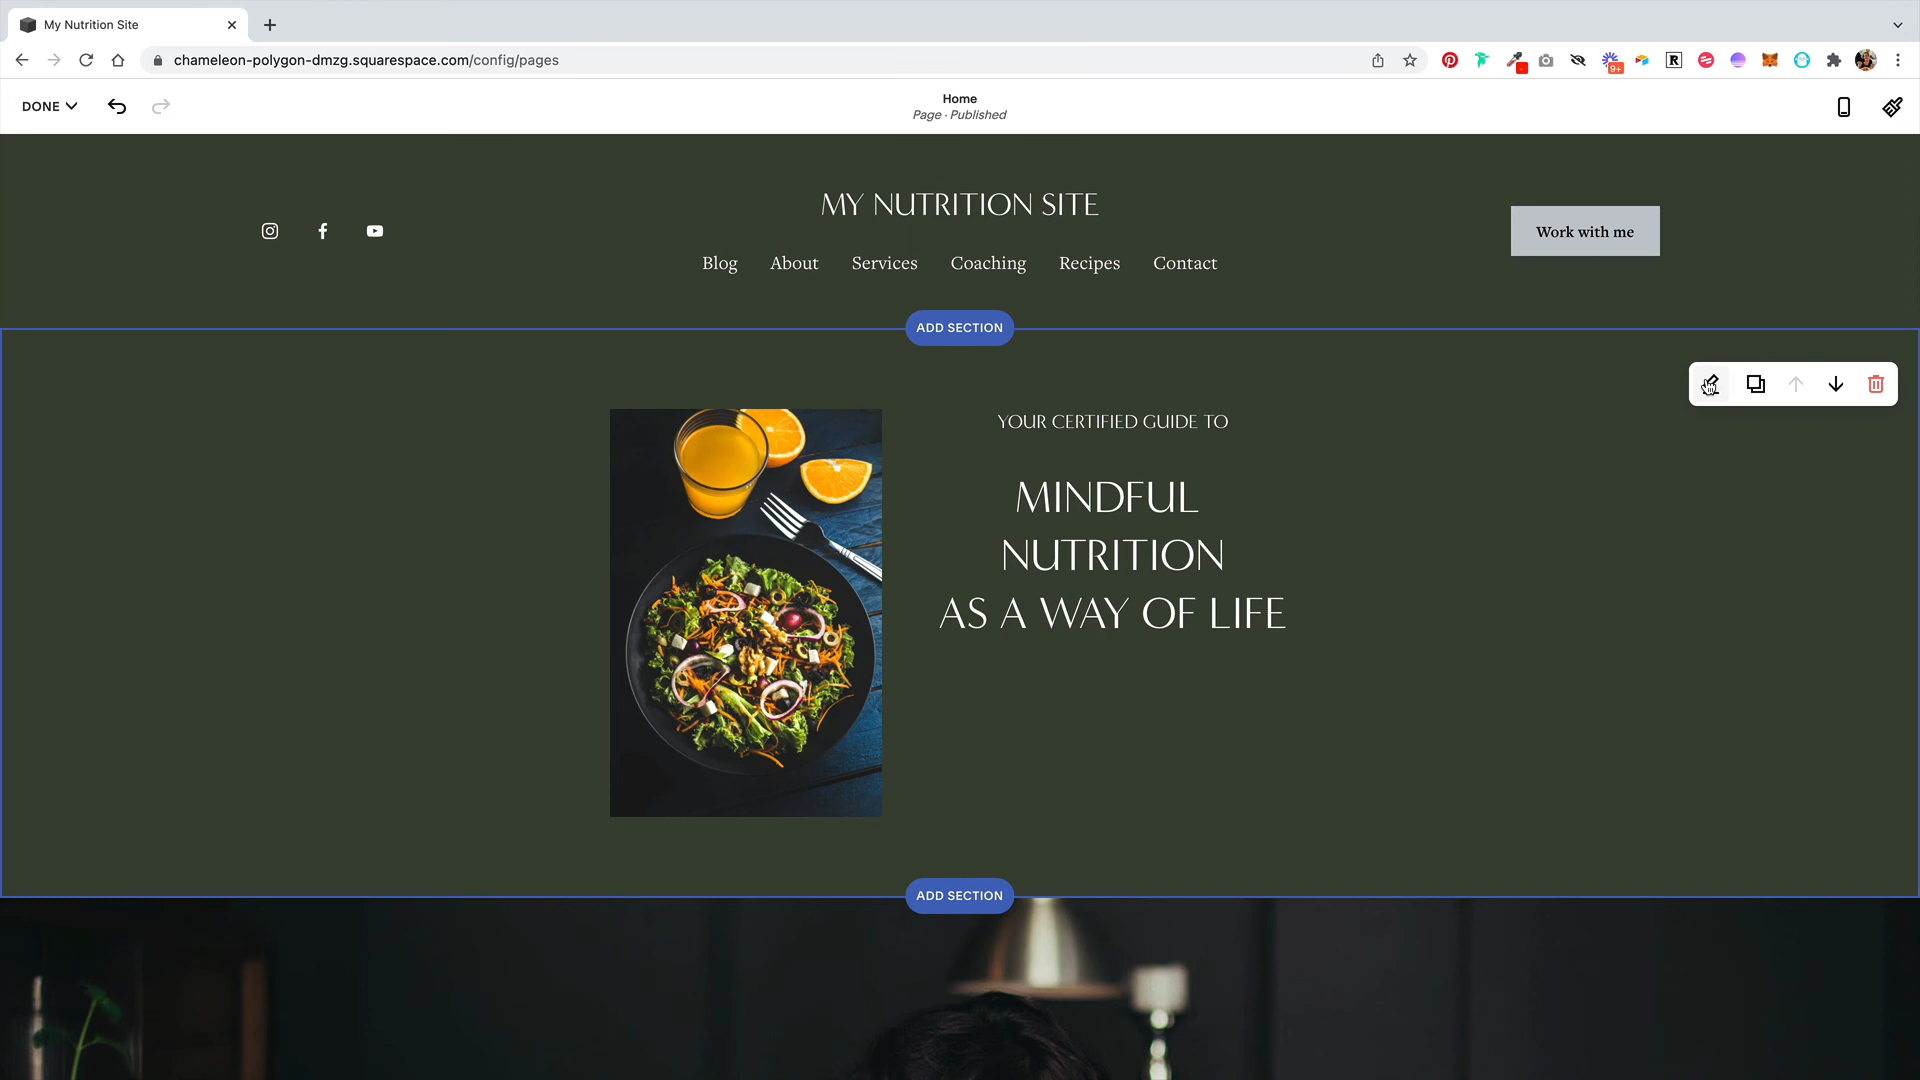 My Nutrition Site
chameleon-polygon-dmzg.squarespace.com/config/pages
9+
R
DONE
Home
Page · Published
MY NUTRITION SITE
Work with me
Blog About Services Coaching Recipes Contact
ADD SECTION
YOUR CERTIFIED GUIDE TO
MINDFUL
NUTRITION
AS A WAY OF LIFE
ADD SECTION